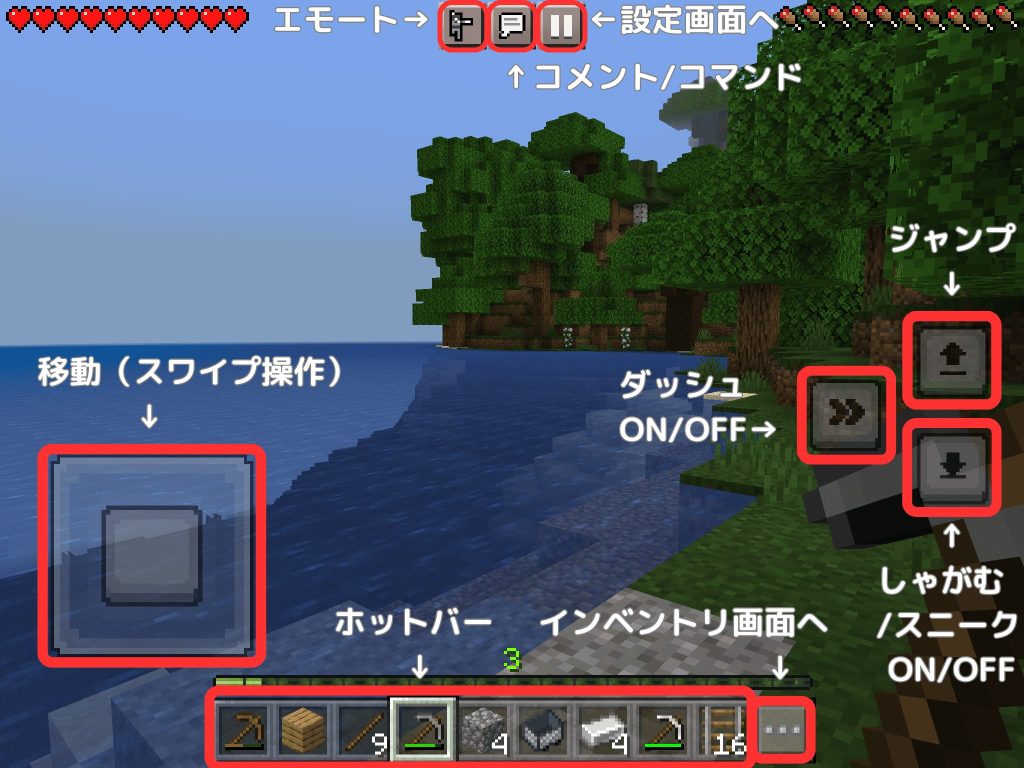 エモート→
←設定画面へ
↑コメント/コマンド
ジャンプ
↓
移動（スワイプ操作）
↓
ダッシュ
ON/OFF→
↑
しゃがむ
/スニーク
ON/OFF
ホットバー
↓
インベントリ画面へ
↓
3
9
4
4
16